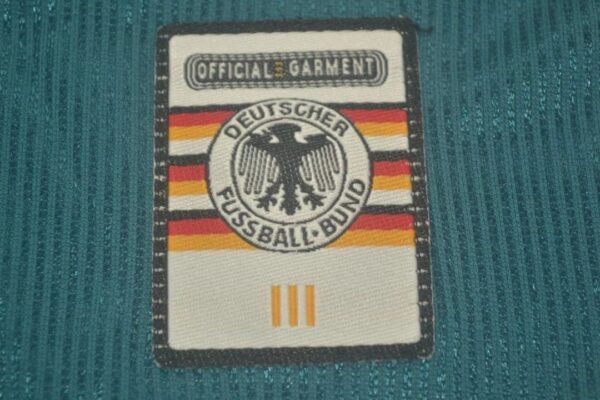 OFFICIAL GARMENT
DEUTSCHER
FUSSBALL-BUND